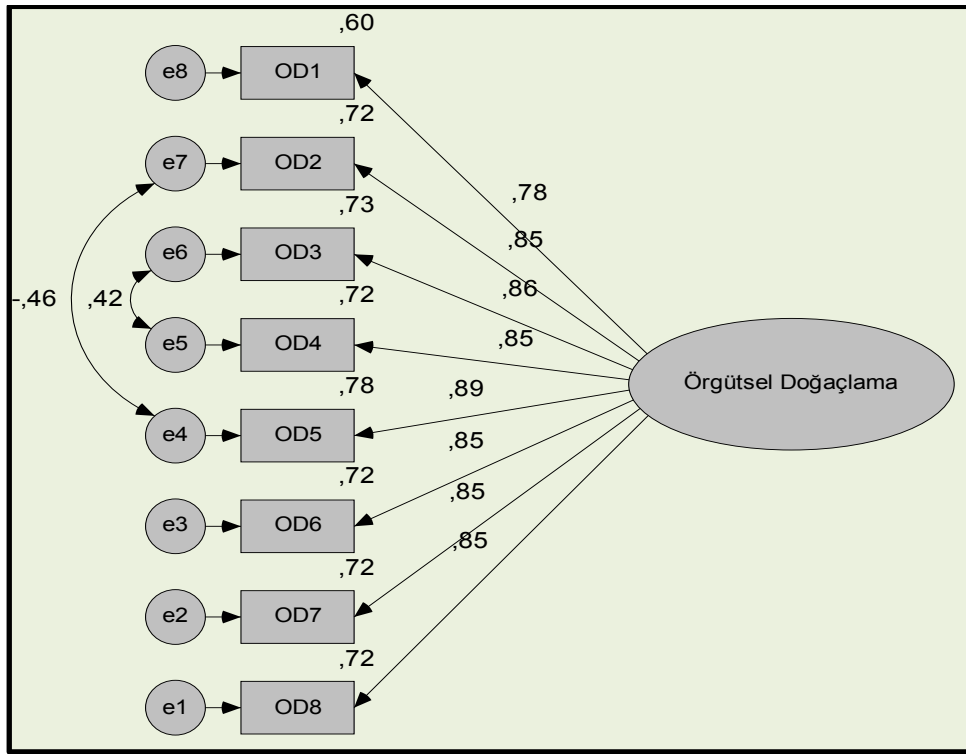 ,60
e8 OD1
,72
e7 OD2 ,78
,73 ,85
e6 OD3
,86
-,46 ,42 ,72
,85
e5 OD4
,78 ,89 Örgütsel Doğaçlama
e4 OD5 ,85
,72
,85
e3 OD6
,85
,72
e2 OD7
,72
e1 OD8